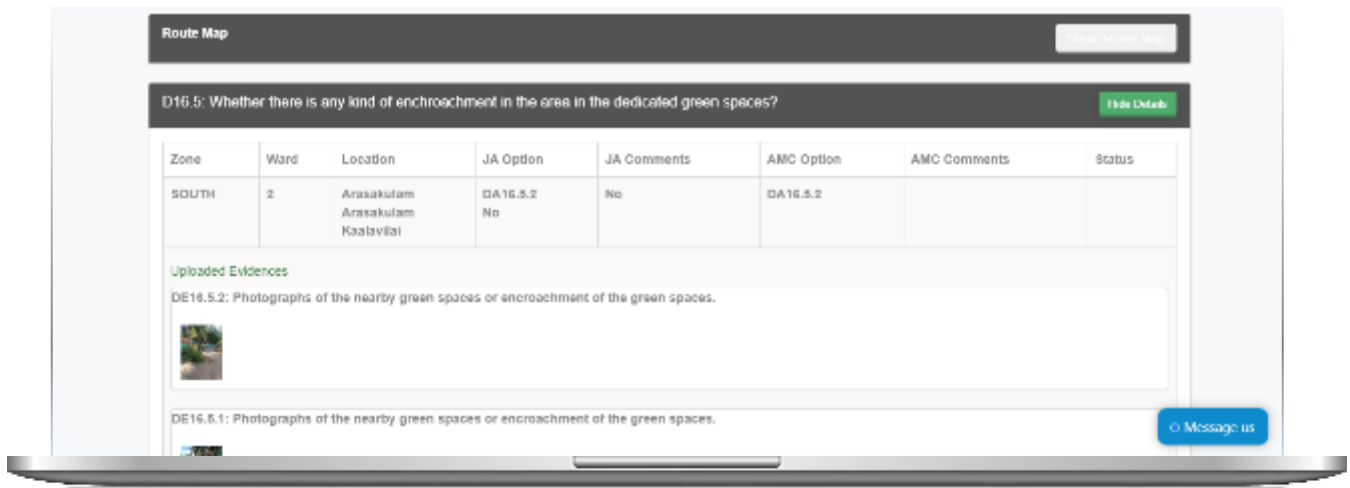 Route Map
Show Route Map
D16.5: Whether there is any kind of enchroachment in the area in the dedicated green spaces?
Hide Details
Zone Ward Location JA Option JA Comments AMC Option AMC Comments Status
SOUTH 2 Arasakulam DA16.5.2 No DA16.5.2
Arasakulam No
Kaalavilai
Uploaded Evidences
DE16.5.2: Photographs of the nearby green spaces or encroachment of the green spaces.
DE16.5.1: Photographs of the nearby green spaces or encroachment of the green spaces.
Message us